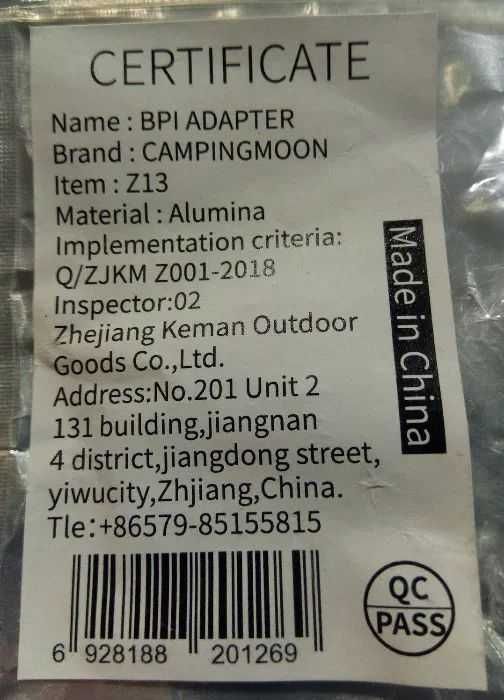 CERTIFICATE
Name : BPI ADAPTER
Brand : CAMPINGMOON
Item : Z13
Material : Alumina
Implementation criteria:
Q/ZJKM Z001-2018
Inspector:02
Zhejiang Keman Outdoor
Goods Co.,Ltd.
Address:No.201 Unit 2
131 building,jiangnan
4 district,jiangdong street,
yiwucity,Zhjiang,China.
Tle:+86579-85155815
Made in China
6 928188 201269
QC
PASS